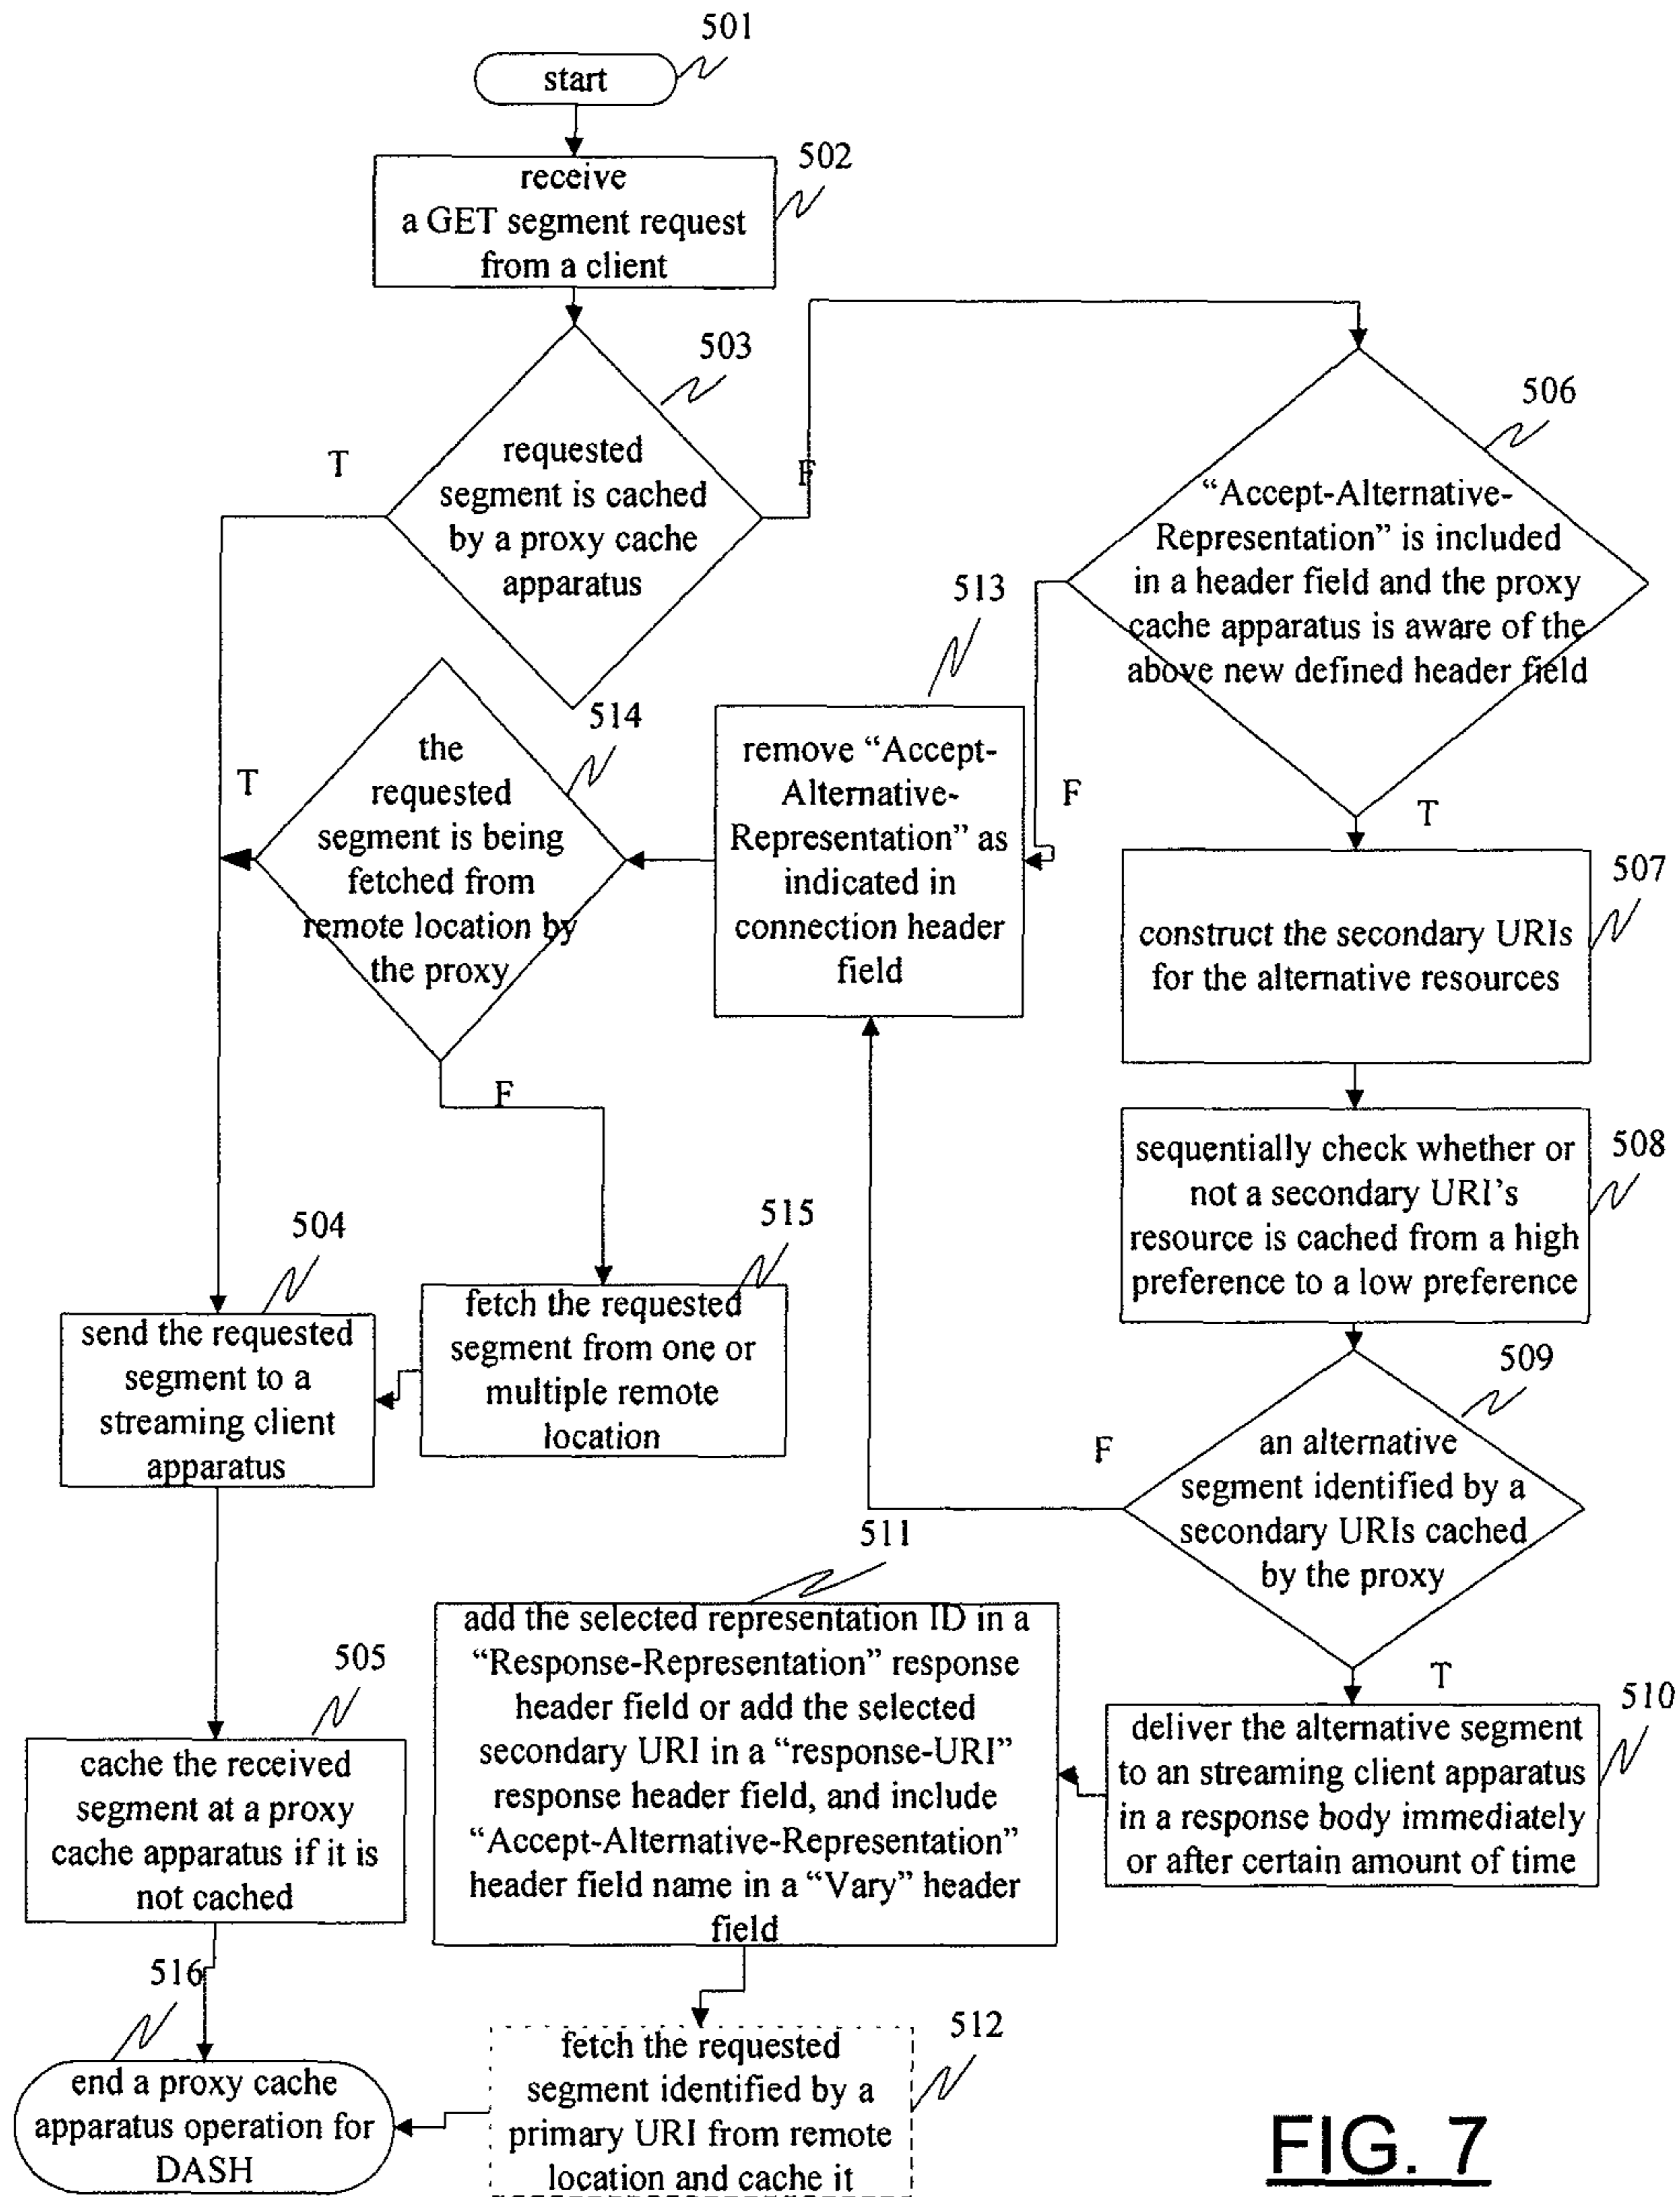 501
start
502
receive
a GET segment request
from a client
503
requested
segment is cached
by a proxy cache
apparatus
T
F
506
“Accept-Alternative-
Representation” is included
in a header field and the proxy
cache apparatus is aware of the
above new defined header field
F
T
513
remove “Accept-
Alternative-
Representation” as
indicated in
connection header
field
514
the
requested
segment is being
fetched from
remote location by
the proxy
T
F
507
construct the secondary URIs
for the alternative resources
508
sequentially check whether or
not a secondary URI’s
resource is cached from a high
preference to a low preference
515
fetch the requested
segment from one or
multiple remote
location
504
send the requested
segment to a
streaming client
apparatus
509
an alternative
segment identified by a
secondary URIs cached
by the proxy
F
T
510
deliver the alternative segment
to an streaming client apparatus
in a response body immediately
or after certain amount of time
511
add the selected representation ID in a
“Response-Representation” response
header field or add the selected
secondary URI in a “response-URI”
response header field, and include
“Accept-Alternative-Representation”
header field name in a “Vary” header
field
505
cache the received
segment at a proxy
cache apparatus if it is
not cached
512
fetch the requested
segment identified by a
primary URI from remote
location and cache it
516
end a proxy cache
apparatus operation for
DASH
FIG. 7